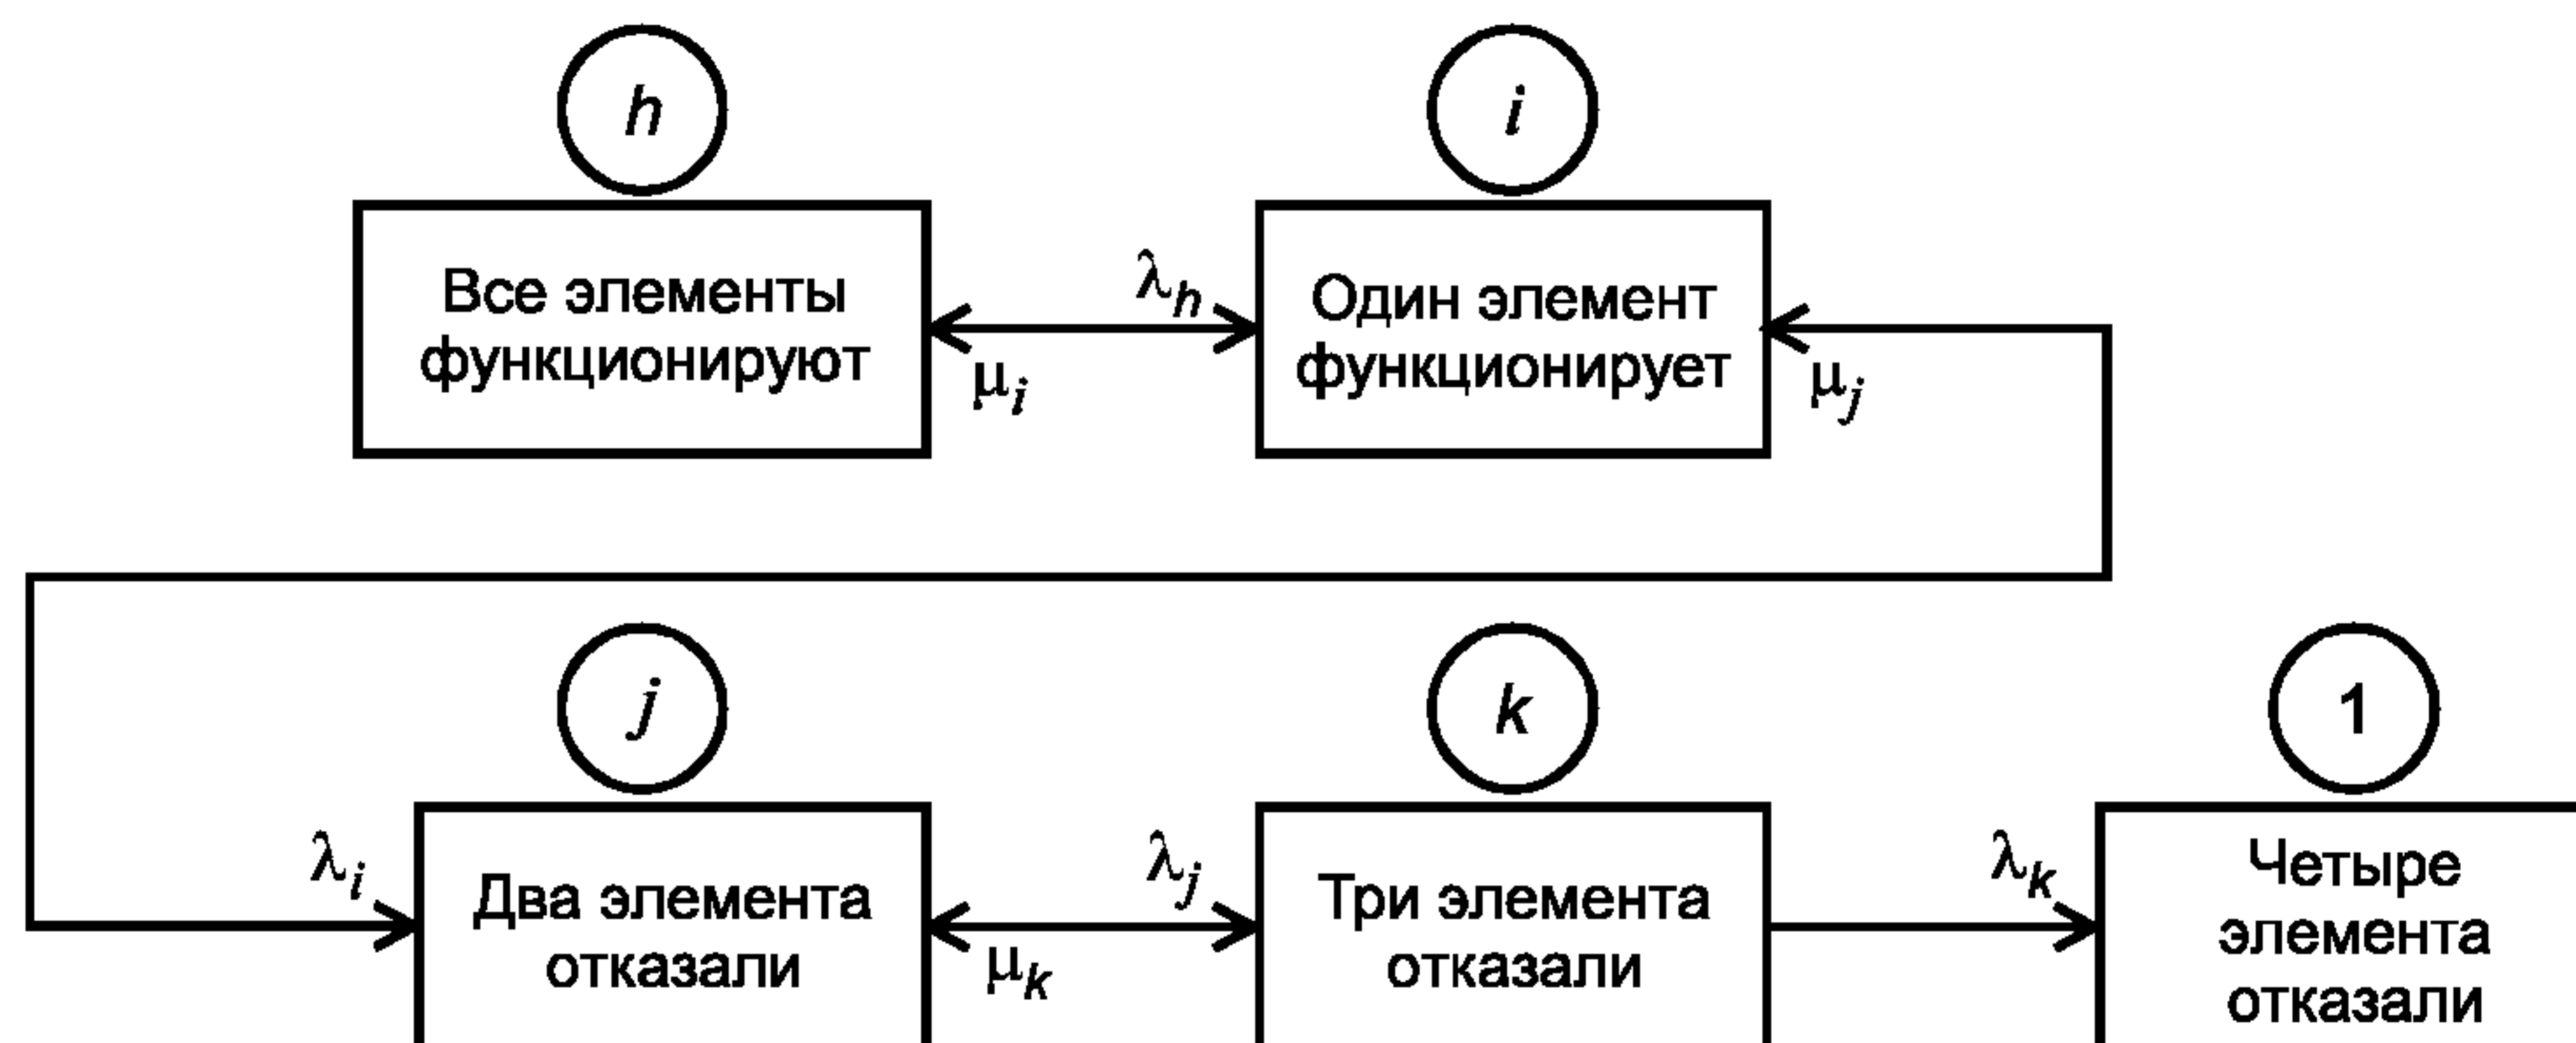 h
i
Все элементы
функционируют
λh
μi
Один элемент
функционирует
μj
j
k
1
λi
Два элемента
отказали
λj
μk
Три элемента
отказали
λk
Четыре
элемента
отказали